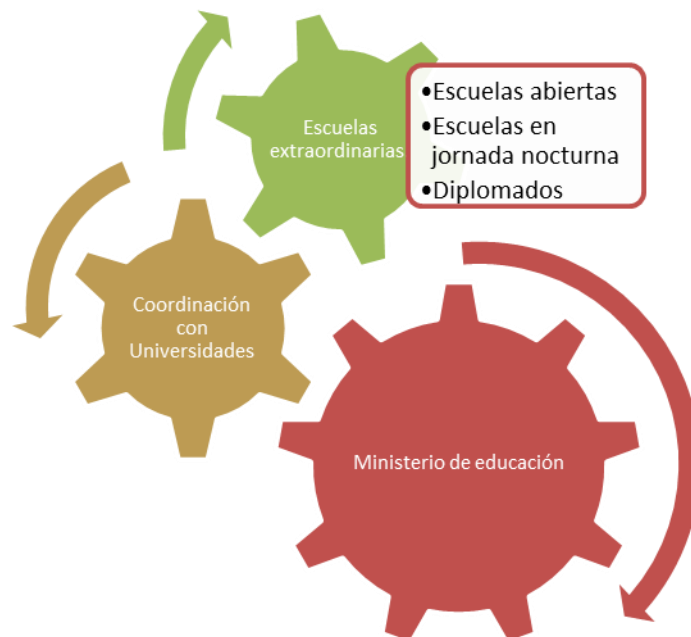 Escuelas
extraordinarias
•Escuelas abiertas
•Escuelas en
jornada nocturna
•Diplomados
Coordinación
con
Universidades
Ministerio de educación